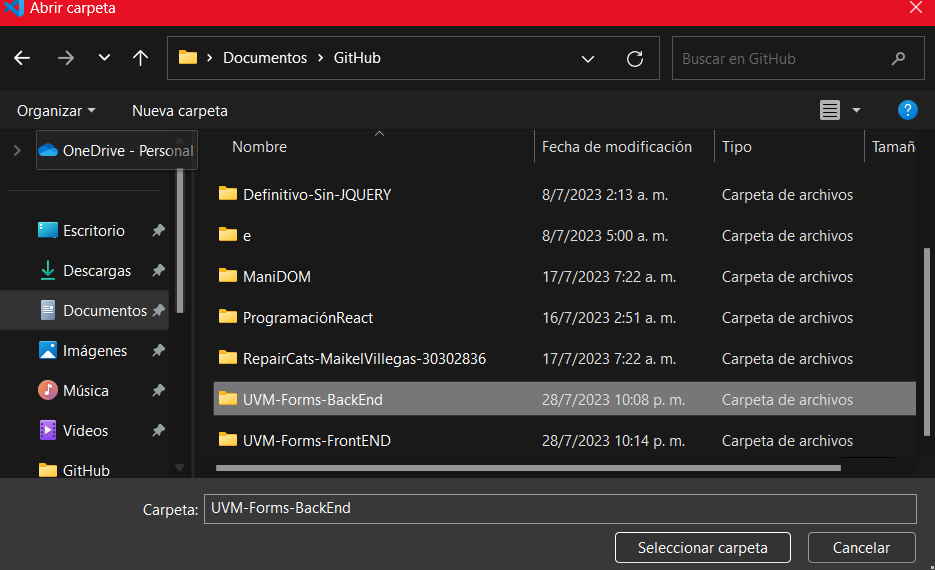 Abrir carpeta
Documentos GitHub
Buscar en GitHub
Organizar Nueva carpeta
OneDrive - Personal
Escritorio
Descargas
Documentos
Imágenes
Música
Videos
GitHub
Nombre Fecha de modificación Tipo Tamañ
Definitivo-Sin-JQUERY 8/7/2023 2:13 a. m. Carpeta de archivos
e 8/7/2023 5:00 a. m. Carpeta de archivos
ManiDOM 17/7/2023 7:22 a. m. Carpeta de archivos
ProgramaciónReact 16/7/2023 2:51 a. m. Carpeta de archivos
RepairCats-MaikelVillegas-30302836 17/7/2023 7:22 a. m. Carpeta de archivos
UVM-Forms-BackEnd 28/7/2023 10:08 p. m. Carpeta de archivos
UVM-Forms-FrontEND 28/7/2023 10:14 p. m. Carpeta de archivos
Carpeta: UVM-Forms-BackEnd
Seleccionar carpeta Cancelar